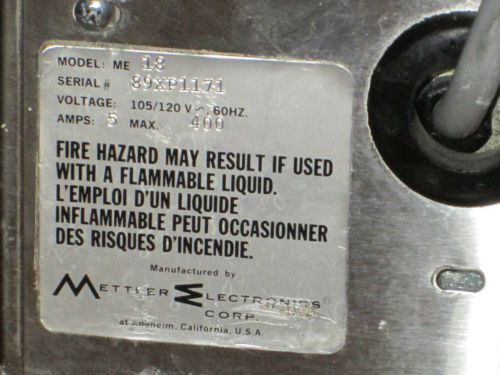 MODEL: ME 18
SERIAL # 89XP1171
VOLTAGE: 105/120 V ~ 60HZ.
AMPS: 5 MAX. 400
FIRE HAZARD MAY RESULT IF USED
WITH A FLAMMABLE LIQUID.
L'EMPLOI D'UN LIQUIDE
INFLAMMABLE PEUT OCCASIONNER
DES RISQUES D'INCENDIE.
Manufactured by
METTLER ELECTRONICS®
CORP.
at Anaheim, California, U.S.A.